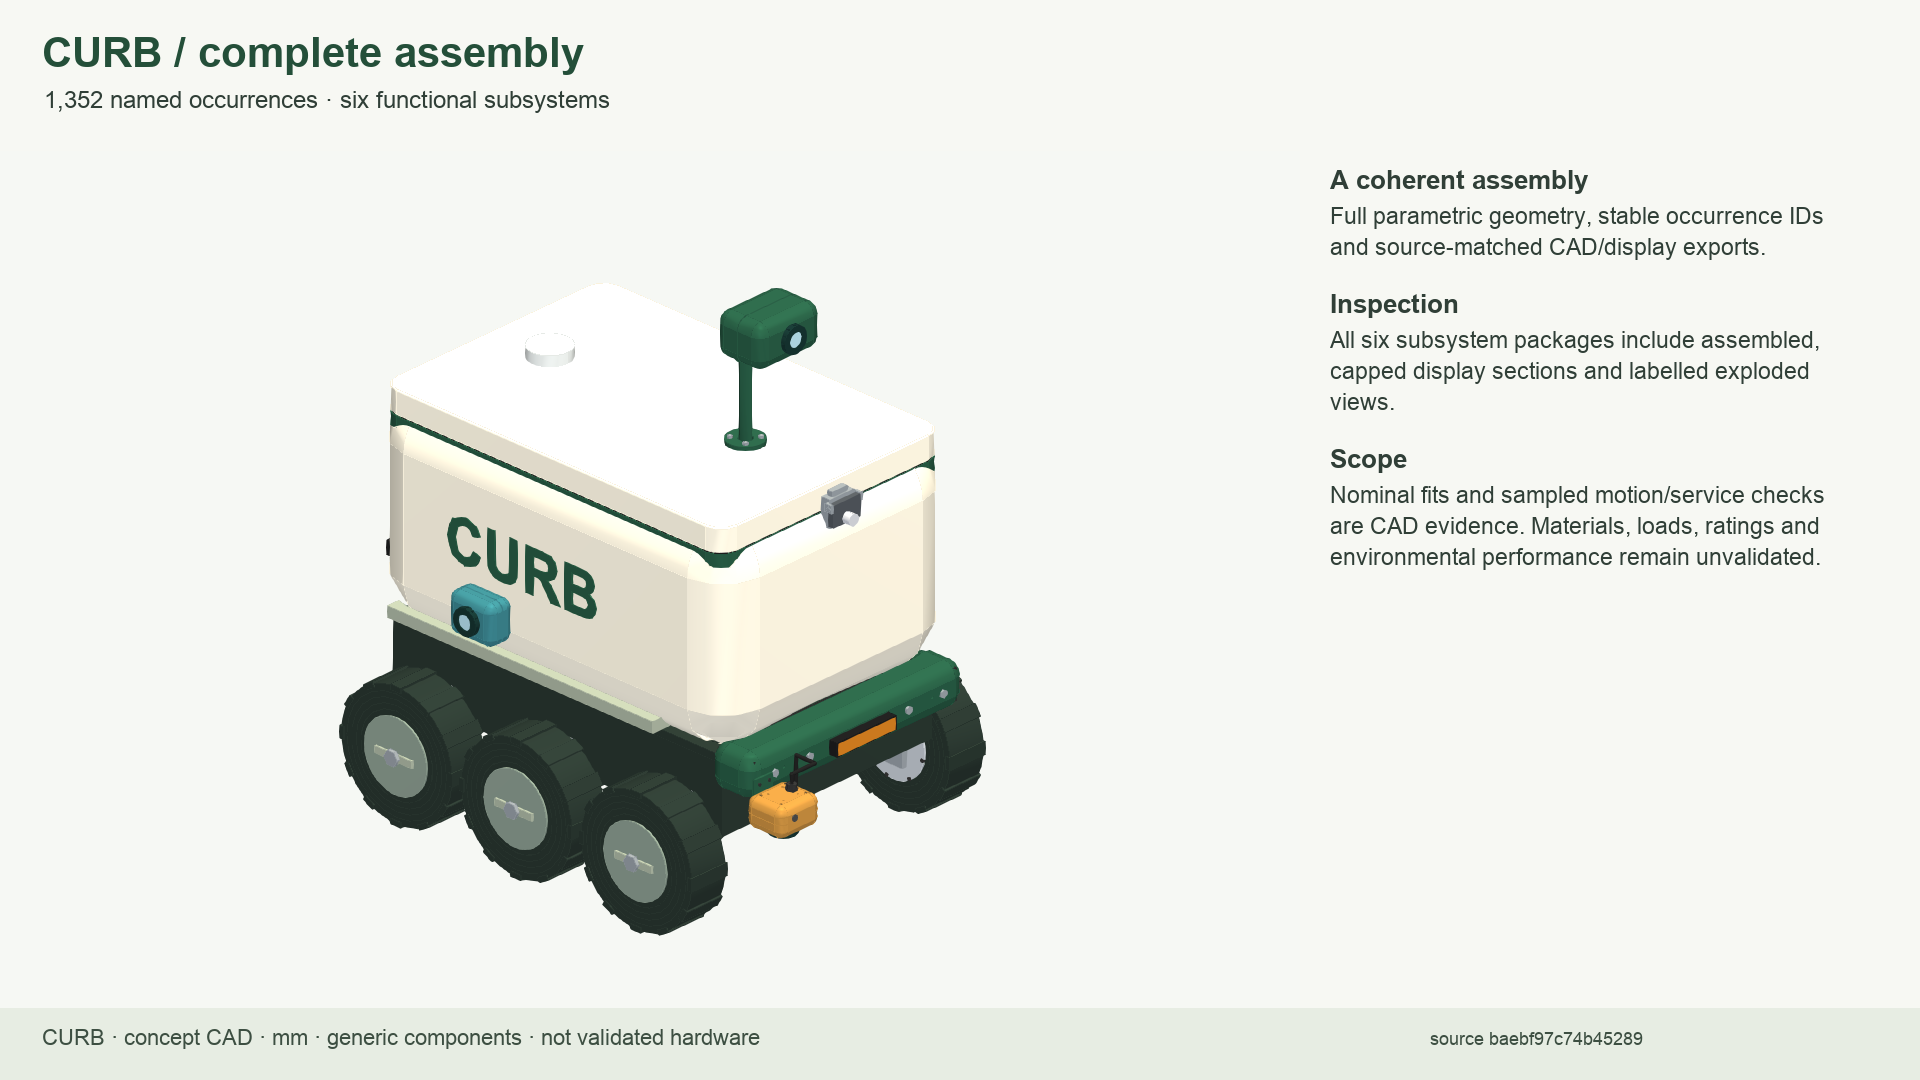 CURB / complete assembly
1,352 named occurrences · six functional subsystems
A coherent assembly
Full parametric geometry, stable occurrence IDs
and source-matched CAD/display exports.
Inspection
All six subsystem packages include assembled,
capped display sections and labelled exploded
views.
Scope
Nominal fits and sampled motion/service checks
are CAD evidence. Materials, loads, ratings and
environmental performance remain unvalidated.
CURB
CURB · concept CAD · mm · generic components · not validated hardware
source baebf97c74b45289